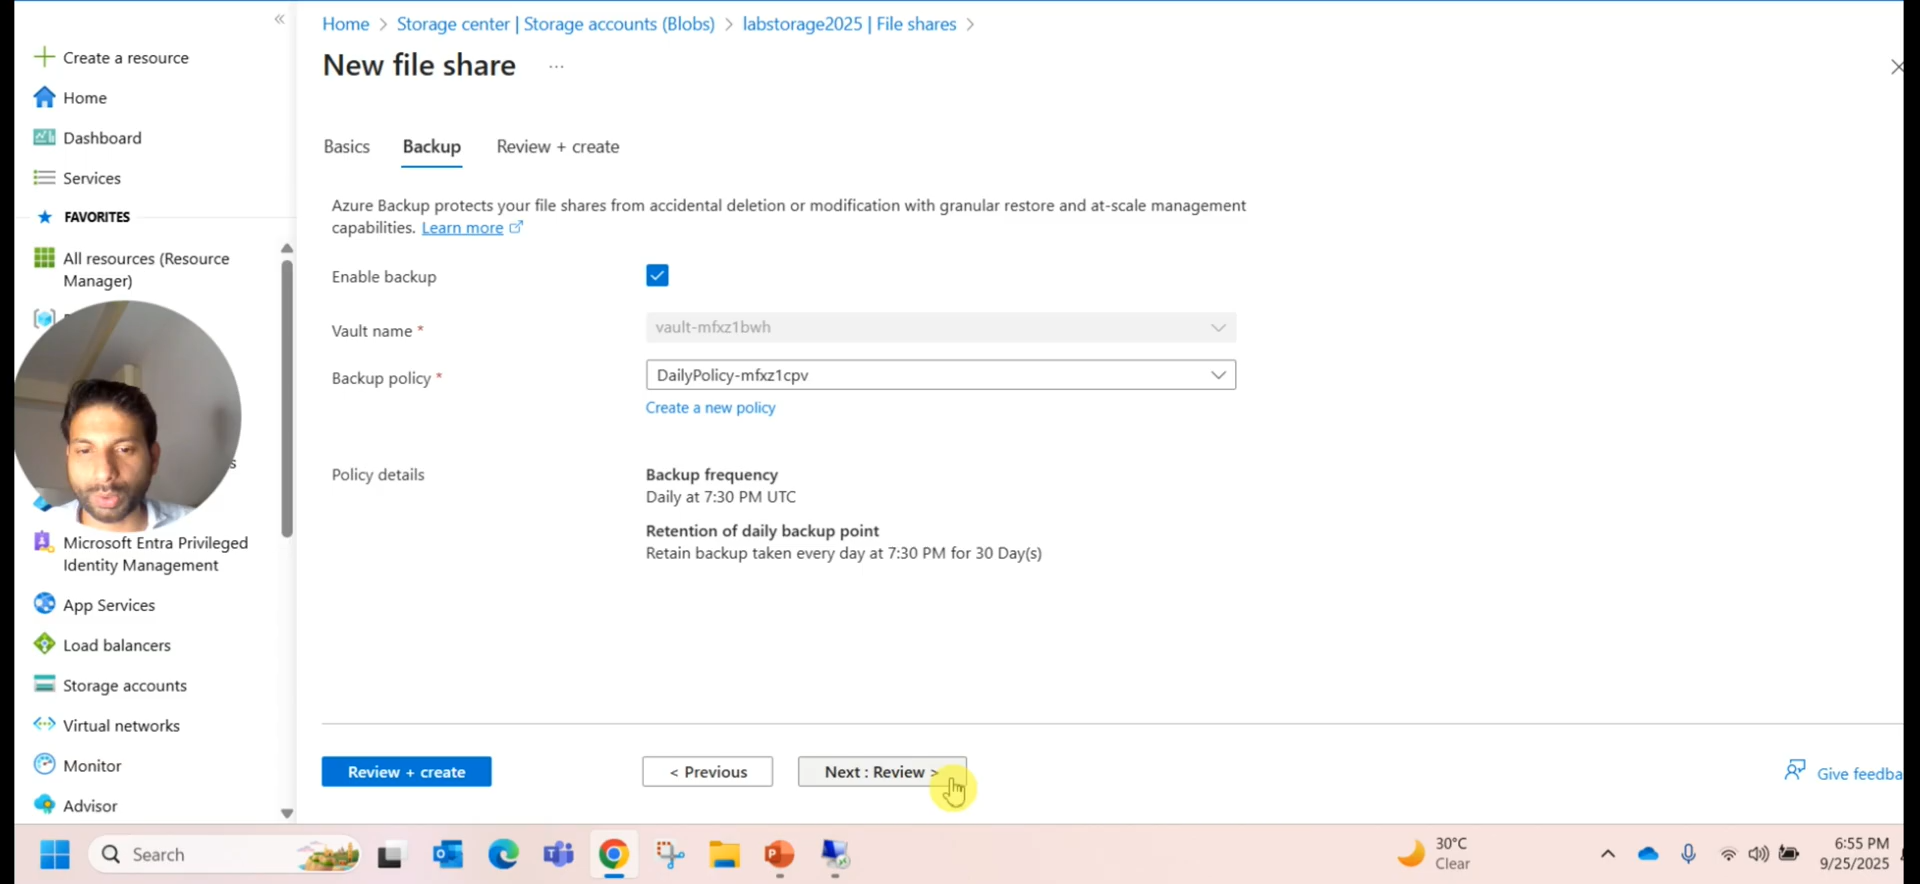 Home > Storage center | Storage accounts (Blobs) > labstorage2025 | File shares >
New file share ...
Create a resource
Home
Dashboard
Services
FAVORITES
All resources (Resource
Manager)
Microsoft Entra Privileged
Identity Management
App Services
Load balancers
Storage accounts
Virtual networks
Monitor
Advisor
Basics
Backup
Review + create
Azure Backup protects your file shares from accidental deletion or modification with granular restore and at-scale management
capabilities. Learn more
Enable backup
Vault name *
vault-mfxz1bwh
Backup policy *
DailyPolicy-mfxz1cpv
Create a new policy
Policy details
Backup frequency
Daily at 7:30 PM UTC
Retention of daily backup point
Retain backup taken every day at 7:30 PM for 30 Day(s)
Review + create
< Previous
Next : Review >
Give feedba
Search
30°C
Clear
6:55 PM
9/25/2025